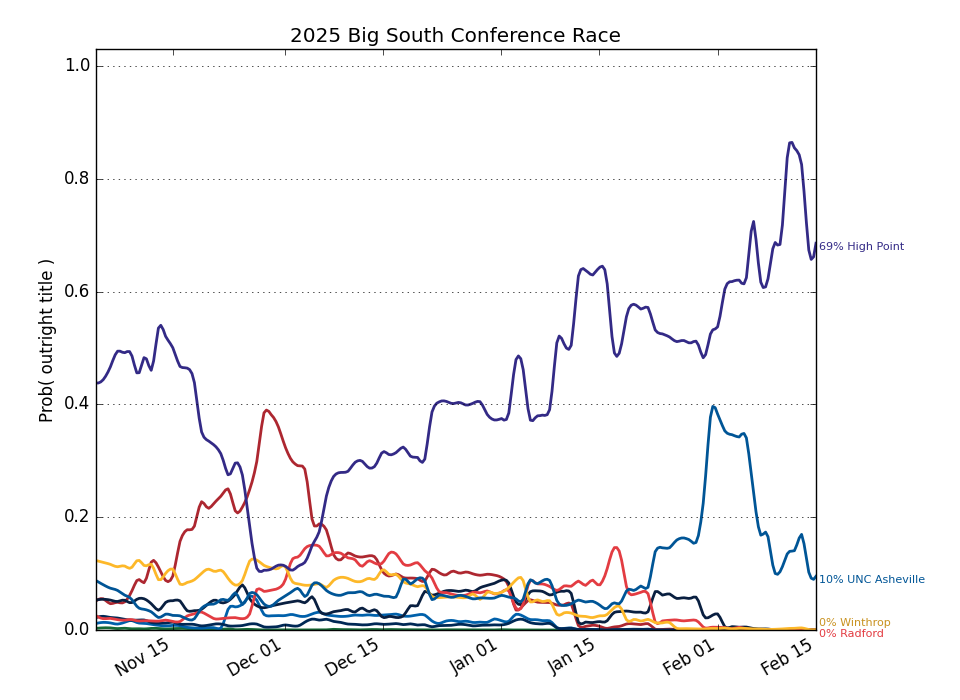 2025 Big South Conference Race
Prob( outright title )
1.0
0.8
0.6
0.4
0.2
0.0
69% High Point
10% UNC Asheville
0% Winthrop
0% Radford
Nov 15
Dec 01
Dec 15
Jan 01
Jan 15
Feb 01
Feb 15